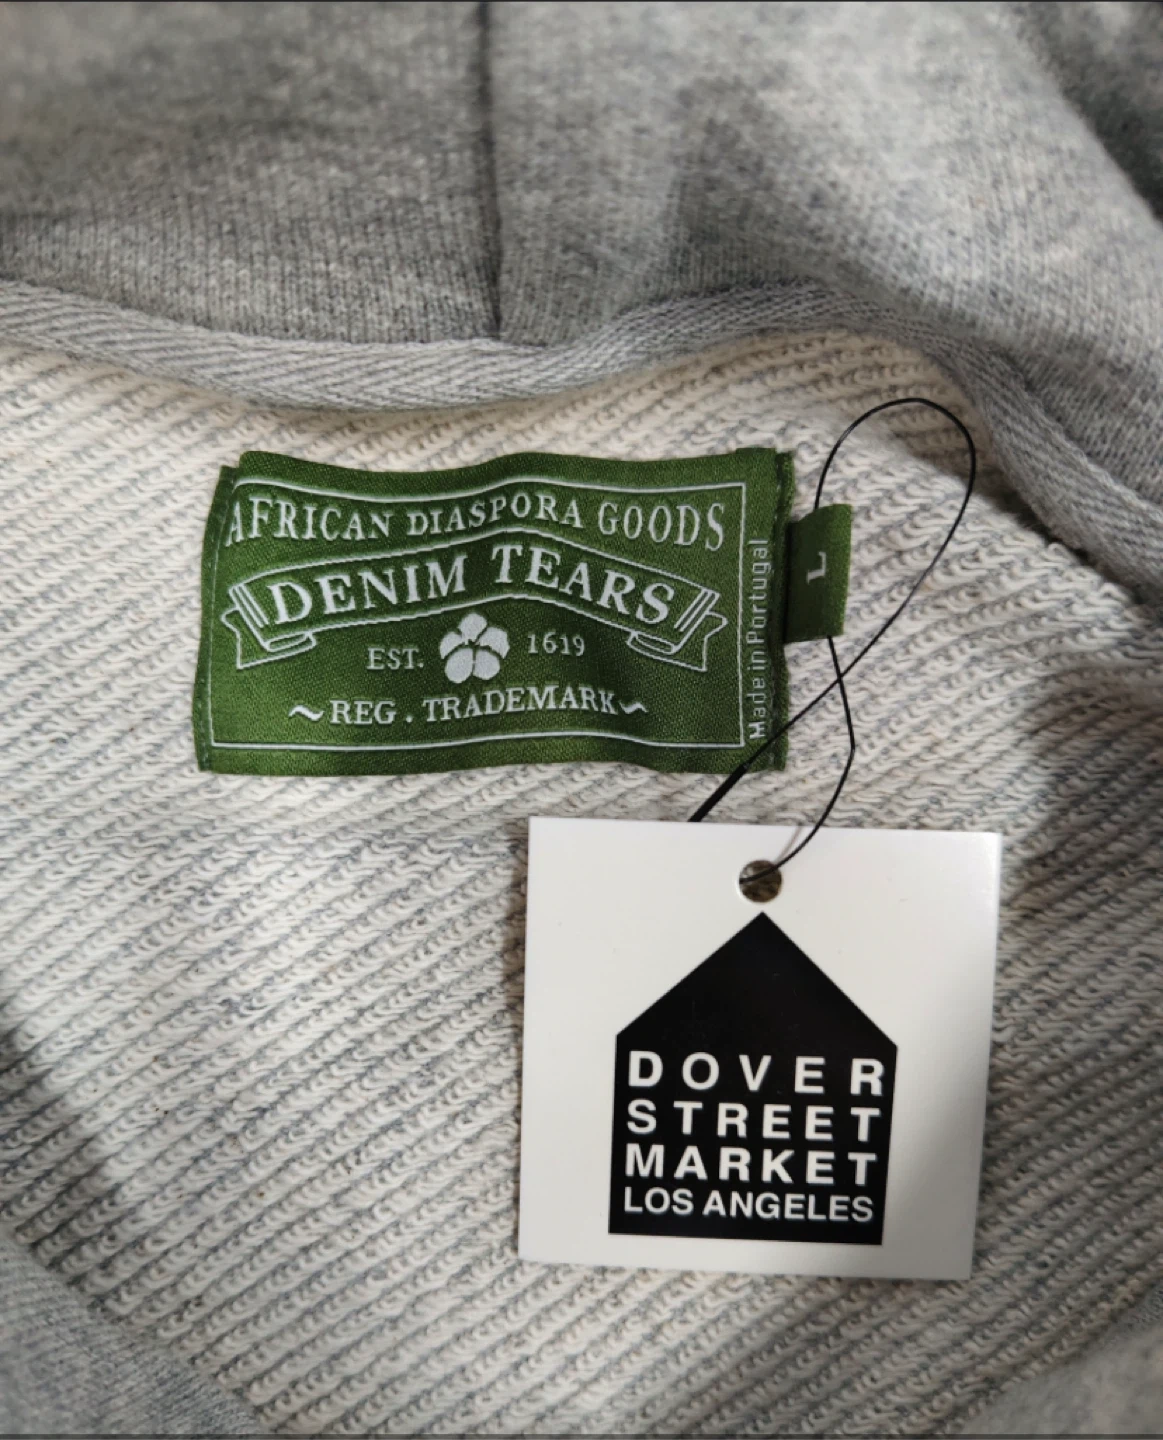 AFRICAN DIASPORA GOODS
DENIM TEARS
EST. 1619
~REG. TRADEMARK~
Made in Portugal
L
DOVER
STREET
MARKET
LOS ANGELES